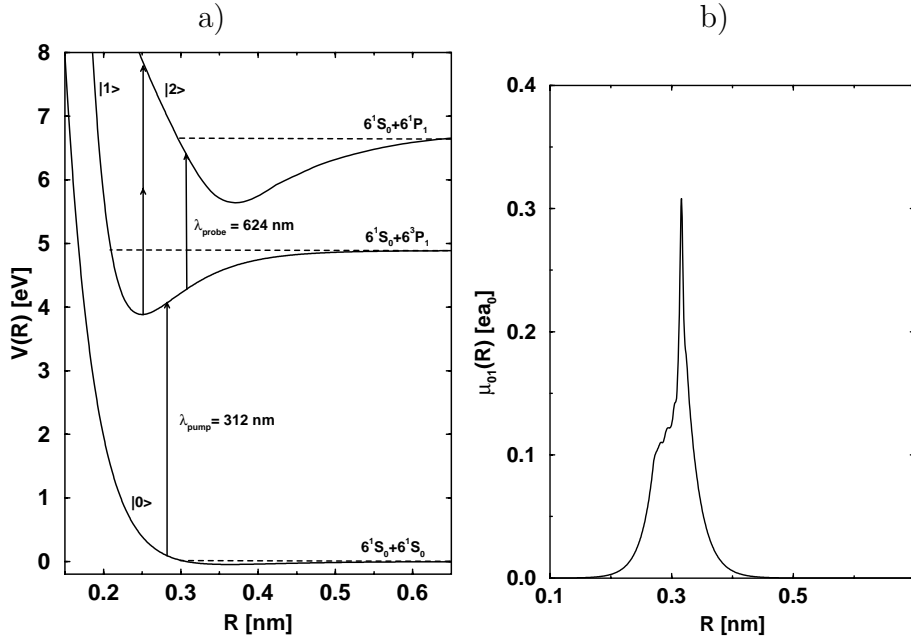 a)
8
7
6
5
4
3
2
1
0
V(R) [eV]
|1>
|2>
6¹S₀+6¹P₁
λprobe = 624 nm
6¹S₀+6³P₁
λpump = 312 nm
|0>
6¹S₀+6¹S₀
0.2 0.3 0.4 0.5 0.6
R [nm]
b)
0.4
0.3
0.2
0.1
0.0
μ₀₁(R) [ea₀]
0.1 0.3 0.5
R [nm]